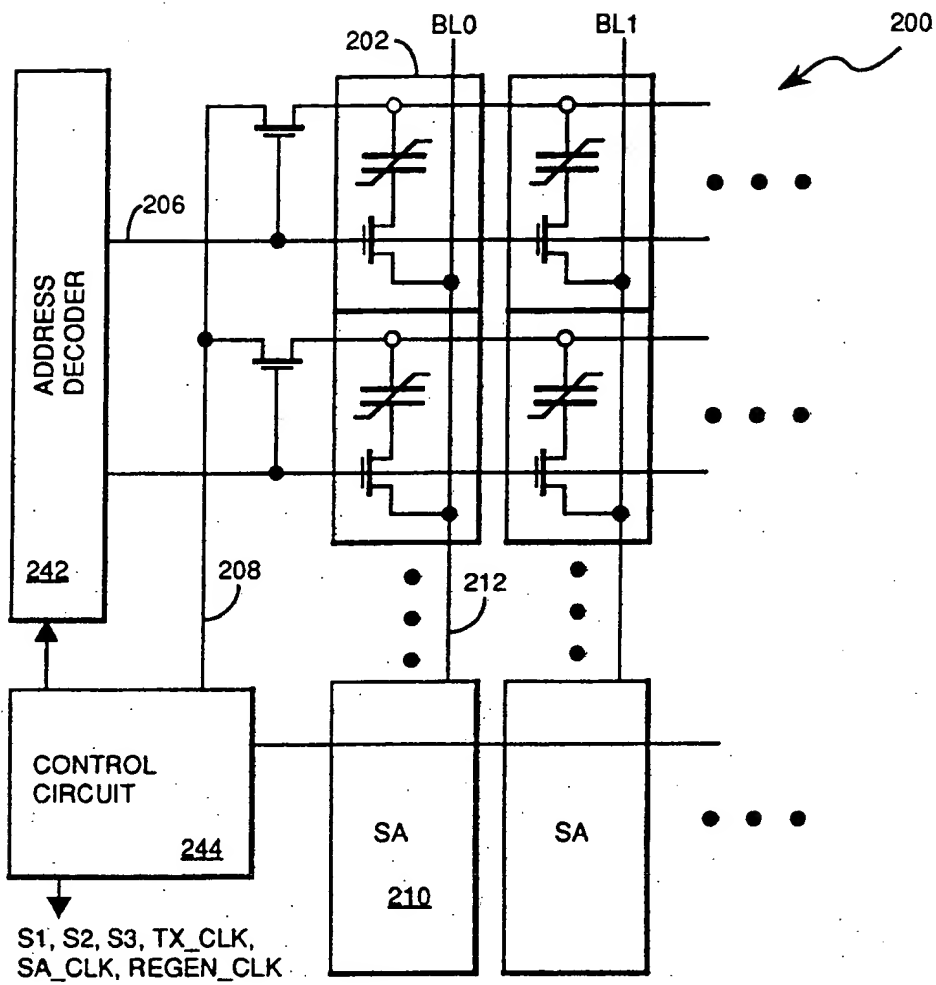 BL0
BL1
200
202
206
ADDRESS
DECODER
242
208
212
CONTROL
CIRCUIT
244
SA
SA
210
S1, S2, S3, TX_CLK,
SA_CLK, REGEN_CLK